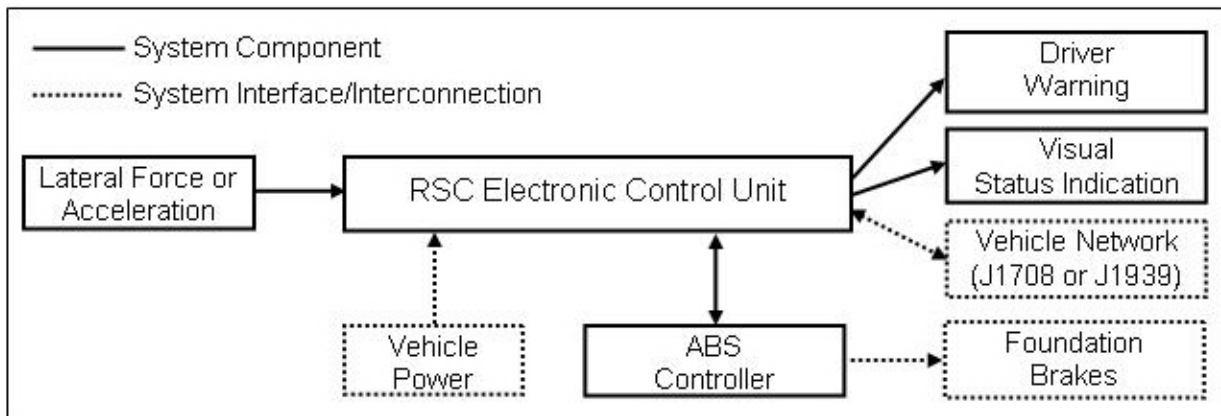 System Component
System Interface/Interconnection
Driver
Warning
Lateral Force or
Acceleration
RSC Electronic Control Unit
Visual
Status Indication
Vehicle Network
(J1708 or J1939)
Vehicle
Power
ABS
Controller
Foundation
Brakes